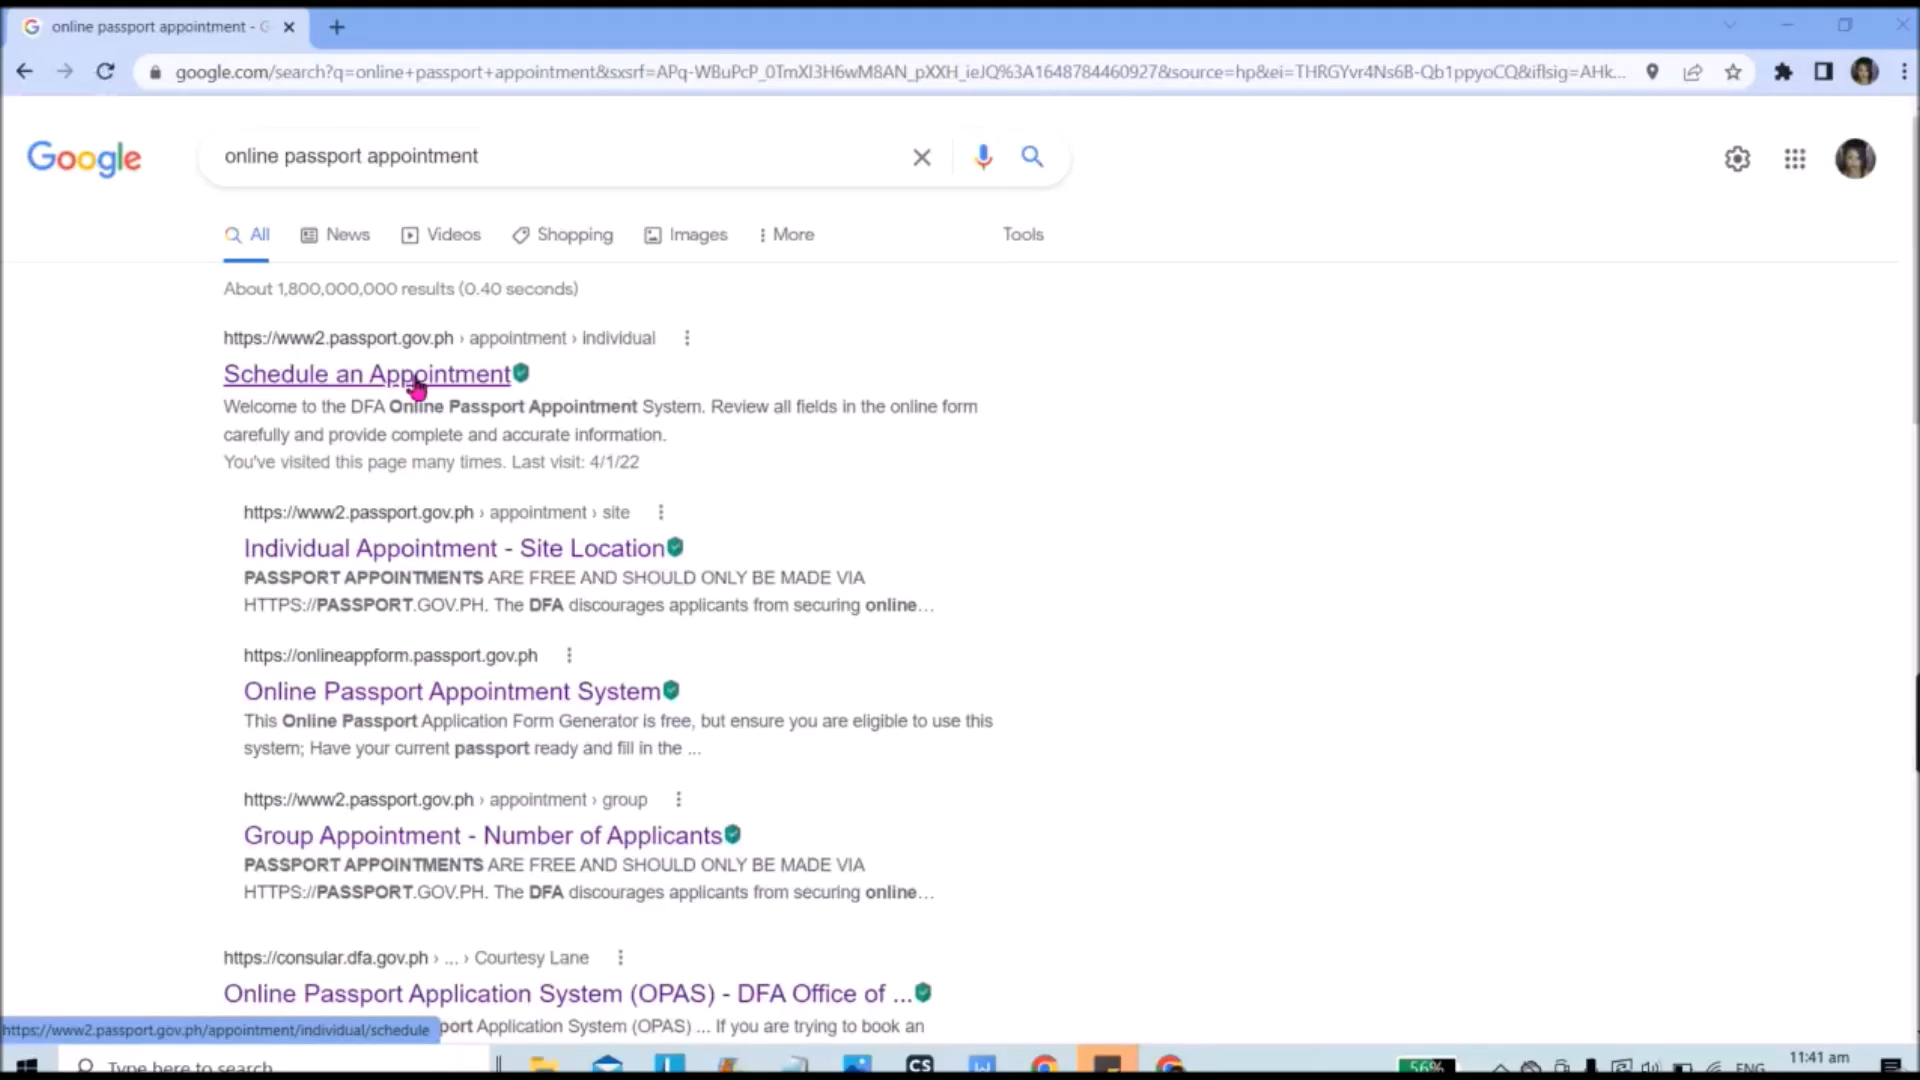 online passport appointment - G
google.com/search?q=online+passport+appointment&sxsrf=APq-WBuPcP_0TmXI3H6wM8AN_pXXH_ieJQ%3A1648784460927&source=hp&ei=THRGYvr4Ns6B-Qb1ppyoCQ&iflsig=AHk...
Google
online passport appointment
All News Videos Shopping Images More Tools
About 1,800,000,000 results (0.40 seconds)
https://www2.passport.gov.ph › appointment › individual
Schedule an Appointment
Welcome to the DFA Online Passport Appointment System. Review all fields in the online form
carefully and provide complete and accurate information.
You've visited this page many times. Last visit: 4/1/22
https://www2.passport.gov.ph › appointment › site
Individual Appointment - Site Location
PASSPORT APPOINTMENTS ARE FREE AND SHOULD ONLY BE MADE VIA
HTTPS://PASSPORT.GOV.PH. The DFA discourages applicants from securing online...
https://onlineappform.passport.gov.ph
Online Passport Appointment System
This Online Passport Application Form Generator is free, but ensure you are eligible to use this
system; Have your current passport ready and fill in the ...
https://www2.passport.gov.ph › appointment › group
Group Appointment - Number of Applicants
PASSPORT APPOINTMENTS ARE FREE AND SHOULD ONLY BE MADE VIA
HTTPS://PASSPORT.GOV.PH. The DFA discourages applicants from securing online...
https://consular.dfa.gov.ph › ... › Courtesy Lane
Online Passport Application System (OPAS) - DFA Office of ...
port Application System (OPAS) ... If you are trying to book an
https://www2.passport.gov.ph/appointment/individual/schedule
Type here to search
CS
56%
ENG
11:41 am